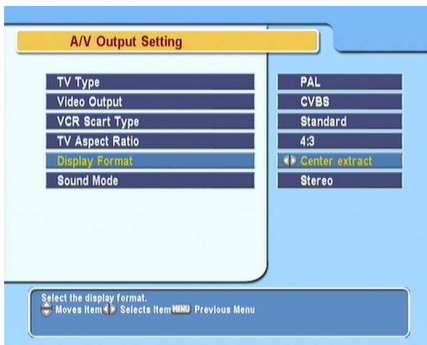 A/V Output Setting
TV Type PAL
Video Output CVBS
VCR Scart Type Standard
TV Aspect Ratio 4:3
Display Format Center extract
Sound Mode Stereo
Select the display format.
Moves Item Selects Item MENU Previous Menu